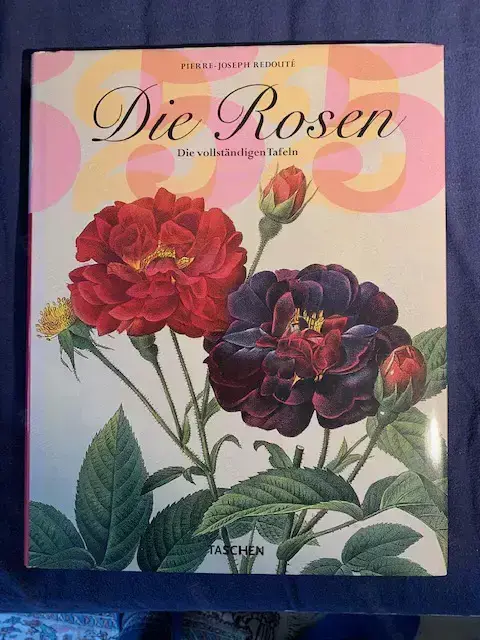 PIERRE-JOSEPH REDOUTÉ
Die Rosen
Die vollständigen Tafeln
TASCHEN